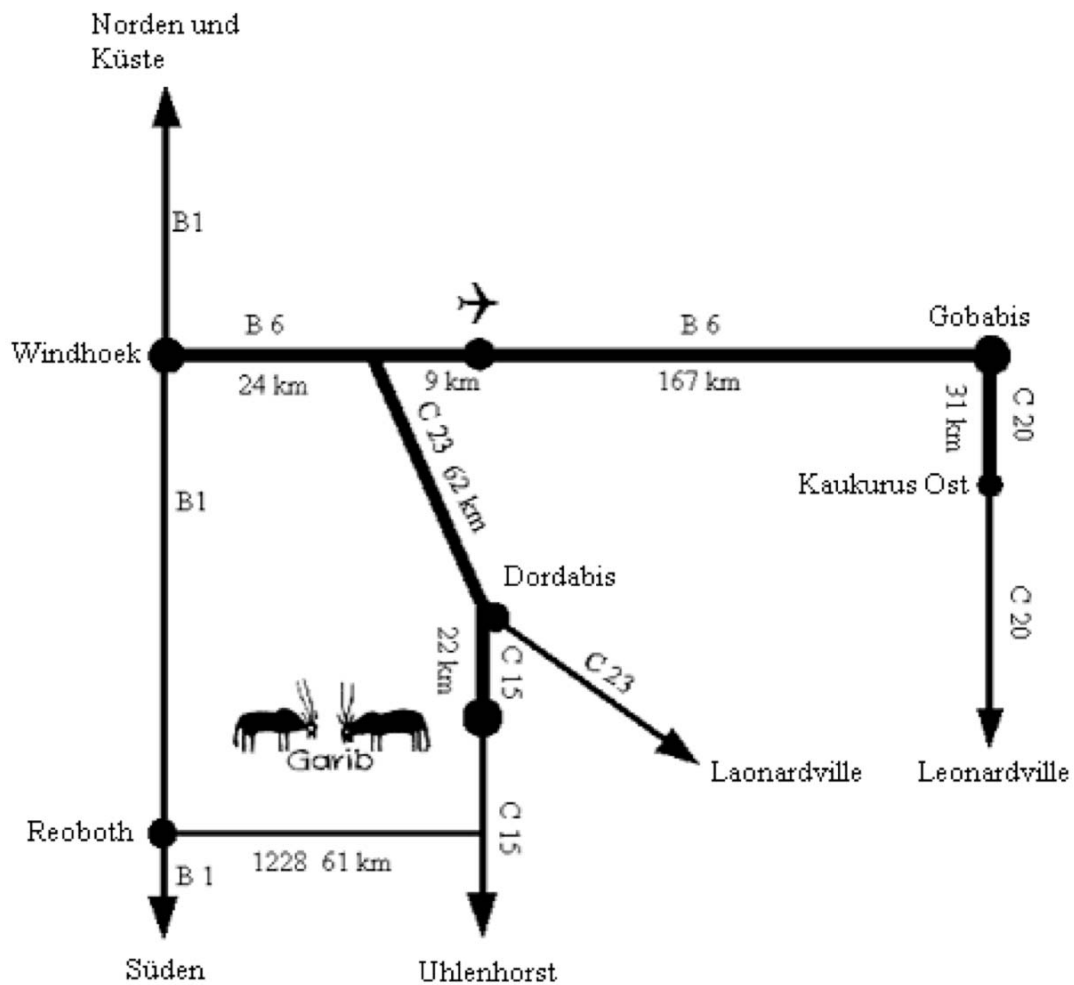 Norden und
Küste
B1
B 6
B 6
Gobabis
Windhoek
24 km
9 km
167 km
31 km
C 20
C 23 62 km
B1
Kaukurus Ost
Dordabis
22 km
C 15
C 23
C 20
Garib
Laonardville
Leonardville
Reoboth
1228 61 km
C 15
B 1
Süden
Uhlenhorst